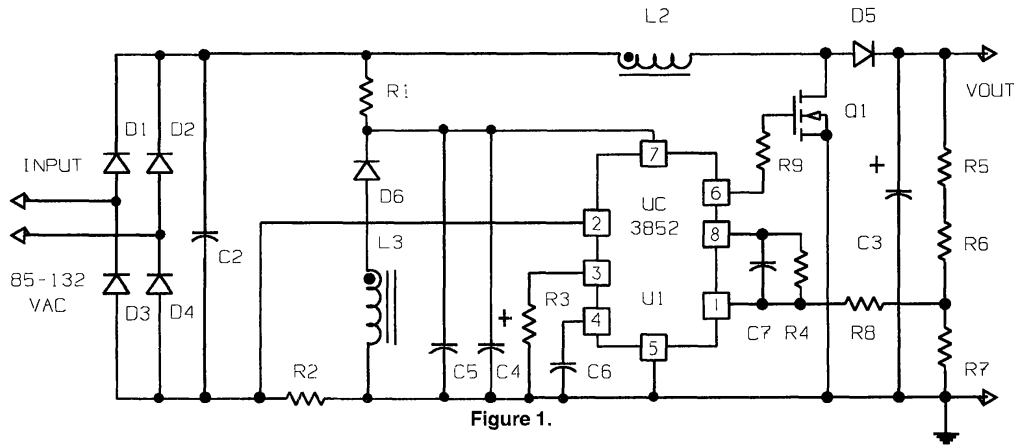 L2
D5
R1
VOUT
D1
D2
Q1
INPUT
7
R9
+
R5
D6
6
UC
3852
2
8
L3
C2
C3
R6
85-132
VAC
3
R3
U1
D3
D4
+
1
4
C7
R4
R8
5
R2
C5
C4
C6
R7
Figure 1.